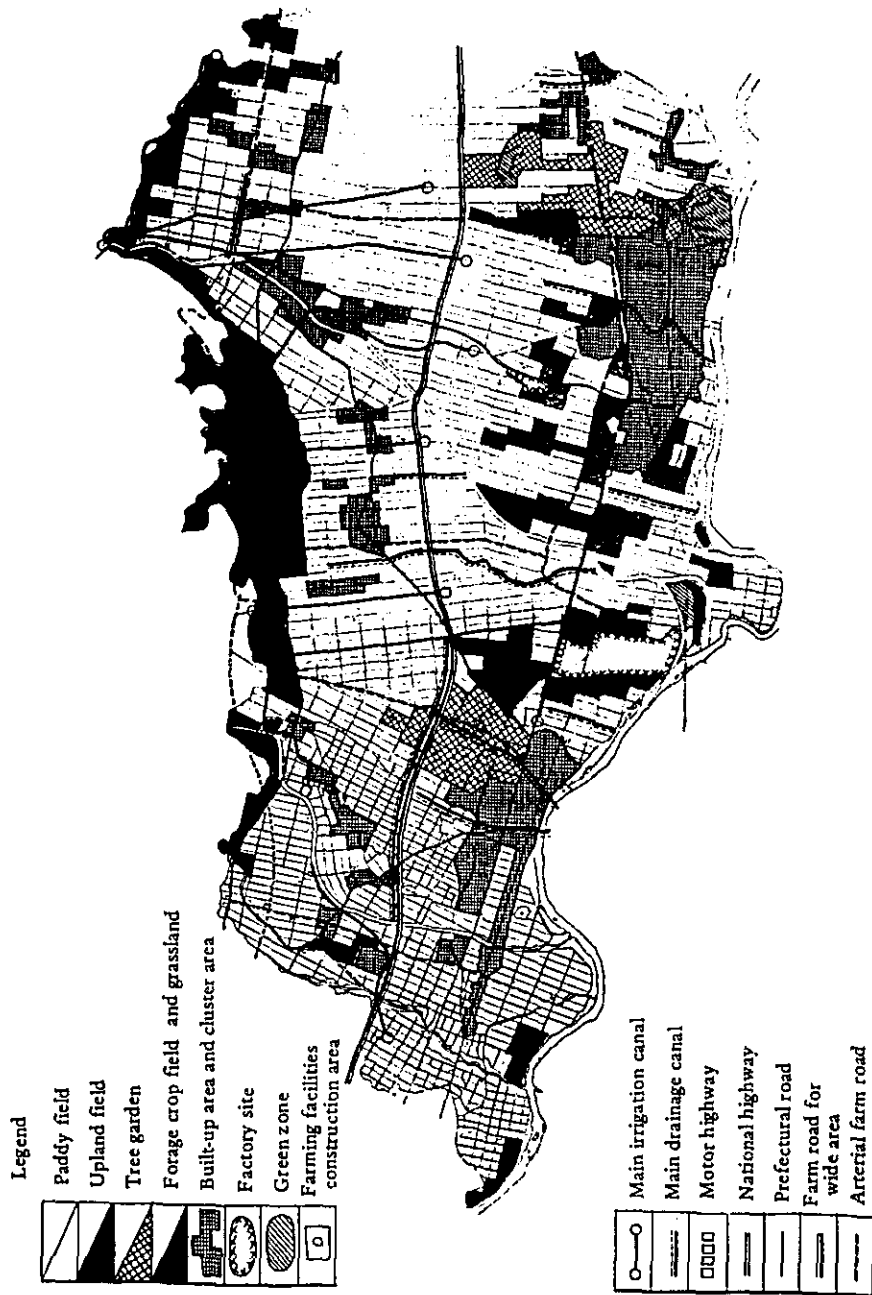 Legend
Paddy field
Upland field
Tree garden
Forage crop field and grassland
Built-up area and cluster area
Factory site
Green zone
Farming facilities
construction area
Main irrigation canal
Main drainage canal
Motor highway
National highway
Prefectural road
Farm road for
wide area
Arterial farm road